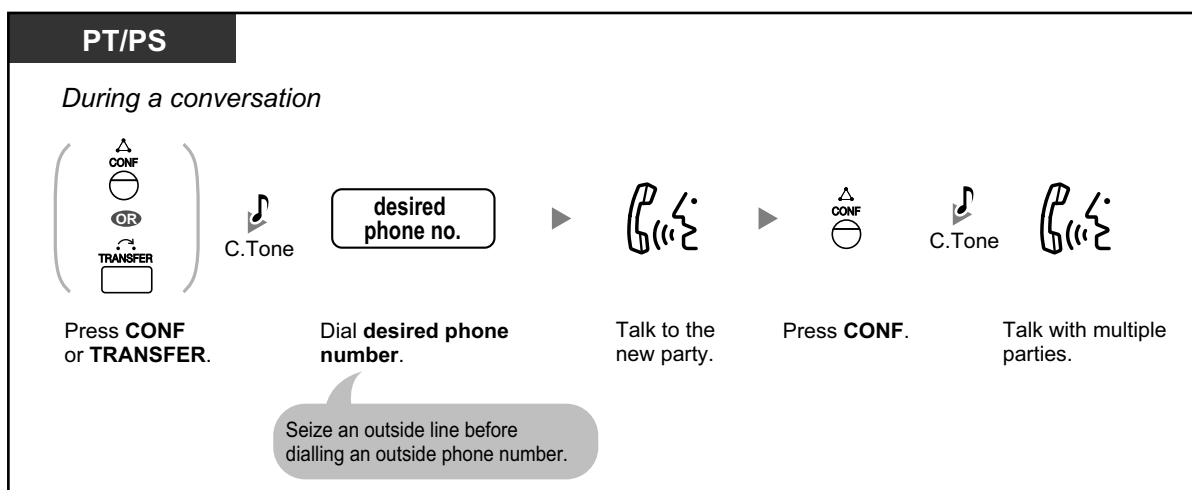 PT/PS
During a conversation
CONF
OR
TRANSFER
C.Tone
desired
phone no.
CONF
C.Tone
Press CONF
or TRANSFER.
Dial desired phone
number.
Talk to the
new party.
Press CONF.
Talk with multiple
parties.
Seize an outside line before
dialling an outside phone number.